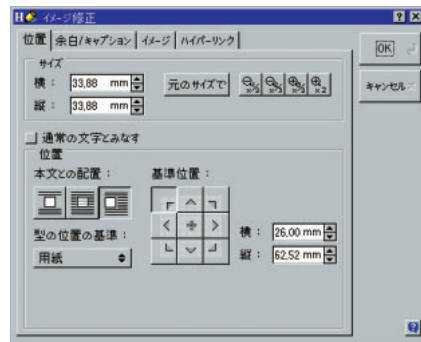 イメージ修正
位置 余白/キャプション イメージ ハイパーリンク
OK
キャンセル
サイズ
横： 33,88 mm 元のサイズで
縦： 33,88 mm
通常の文字とみなす
位置
本文との配置： 基準位置：
型の位置の基準： 横： 26,00 mm
用紙 縦： 62,52 mm